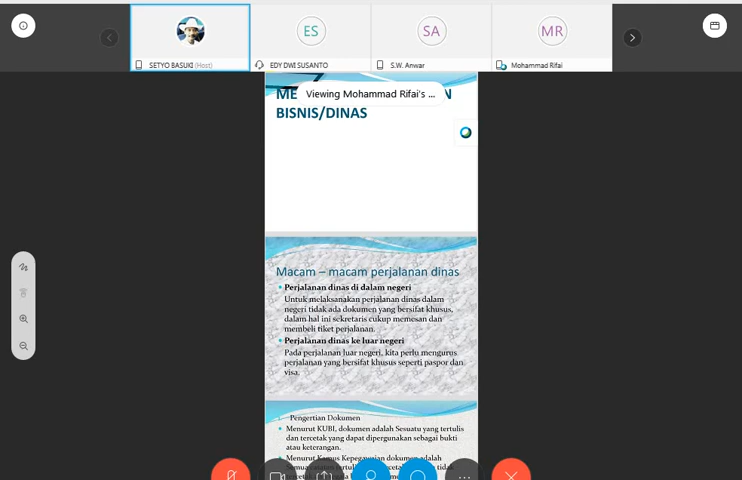 ES
SA
MR
SETYO BASUKI (Host)
EDY DWI SUSANTO
S.W. Anwar
Mohammad Rifai
Viewing Mohammad Rifai's ...
BISNIS/DINAS
Macam – macam perjalanan dinas
Perjalanan dinas di dalam negeri
Untuk melaksanakan perjalanan dinas dalam
negeri tidak ada dokumen yang bersifat khusus,
dalam hal ini sekretaris cukup memesan dan
membeli tiket perjalanan.
Perjalanan dinas ke luar negeri
Pada perjalanan luar negeri, kita perlu mengurus
perjalanan yang bersifat khusus seperti paspor dan
visa.
Pengertian Dokumen
Menurut KUBI, dokumen adalah Sesuatu yang tertulis
dan tercetak yang dapat dipergunakan sebagai bukti
atau keterangan.
Menurut Kamus Kepegawaian dokumen adalah